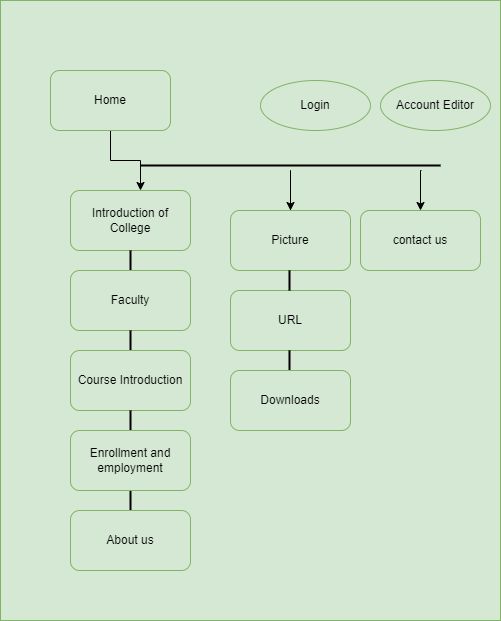 Home
Login
Account Editor
Introduction of
College
Picture
contact us
Faculty
URL
Course Introduction
Downloads
Enrollment and
employment
About us